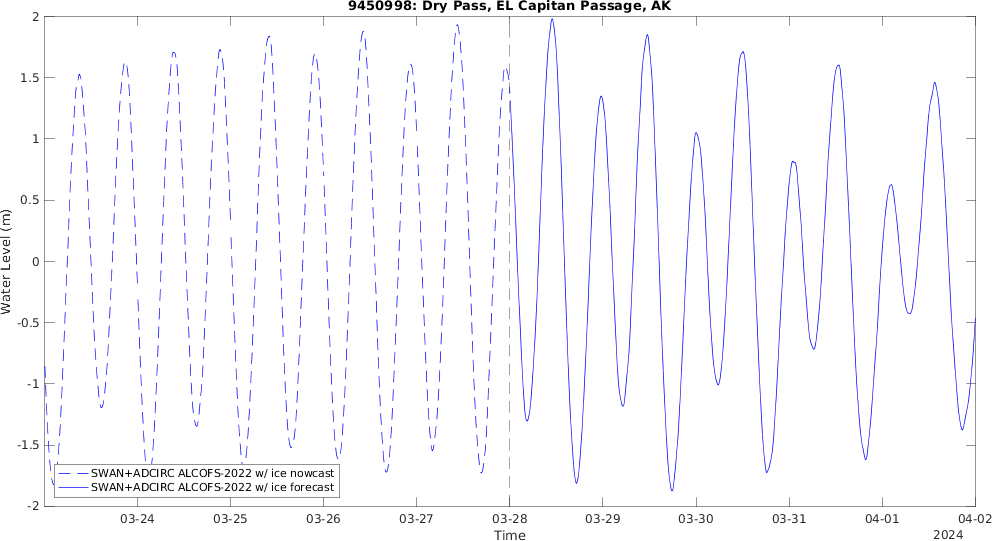 9450998: Dry Pass, EL Capitan Passage, AK
2
1.5
1
0.5
0
-0.5
-1
-1.5
-2
Water Level (m)
SWAN+ADCIRC ALCOFS-2022 w/ ice nowcast
SWAN+ADCIRC ALCOFS-2022 w/ ice forecast
03-24 03-25 03-26 03-27 03-28 03-29 03-30 03-31 04-01 04-02
Time
2024